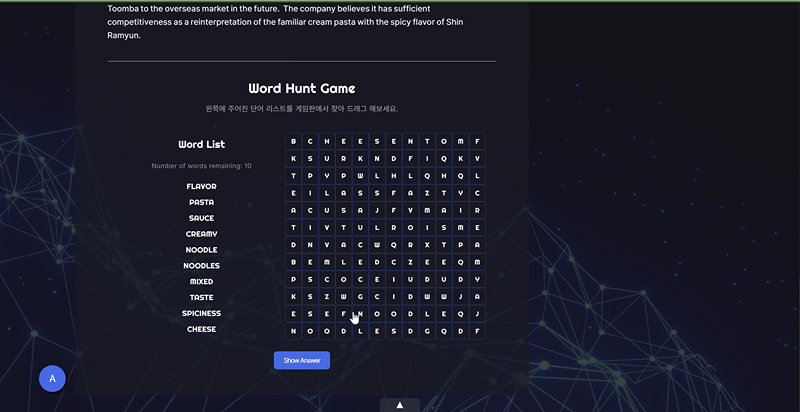 Toomba to the overseas market in the future. The company believes it has sufficient
competitiveness as a reinterpretation of the familiar cream pasta with the spicy flavor of Shin
Ramyun.
Word Hunt Game
왼쪽에 주어진 단어 리스트를 게임판에서 찾아 드래그 해보세요.
Word List
Number of words remaining: 10
FLAVOR
PASTA
SAUCE
CREAMY
NOODLE
NOODLES
MIXED
TASTE
SPICINESS
CHEESE
B C H E E S E N T O M F
K S U R K N D F I Q K V
T P Y P W L H L Q H Q L
E I L A S S F A Z T Y C
A C U S A J F V M A I R
T I V T U L R O I S M E
D N V A C W Q R X T P A
B E M L E D C Z E E Q M
P S C O C E I U D U D Y
K S Z W G C I D W W J A
E S E F N O O D L E Q J
N O O D L E S D G Q D F
Show Answer
A
▲